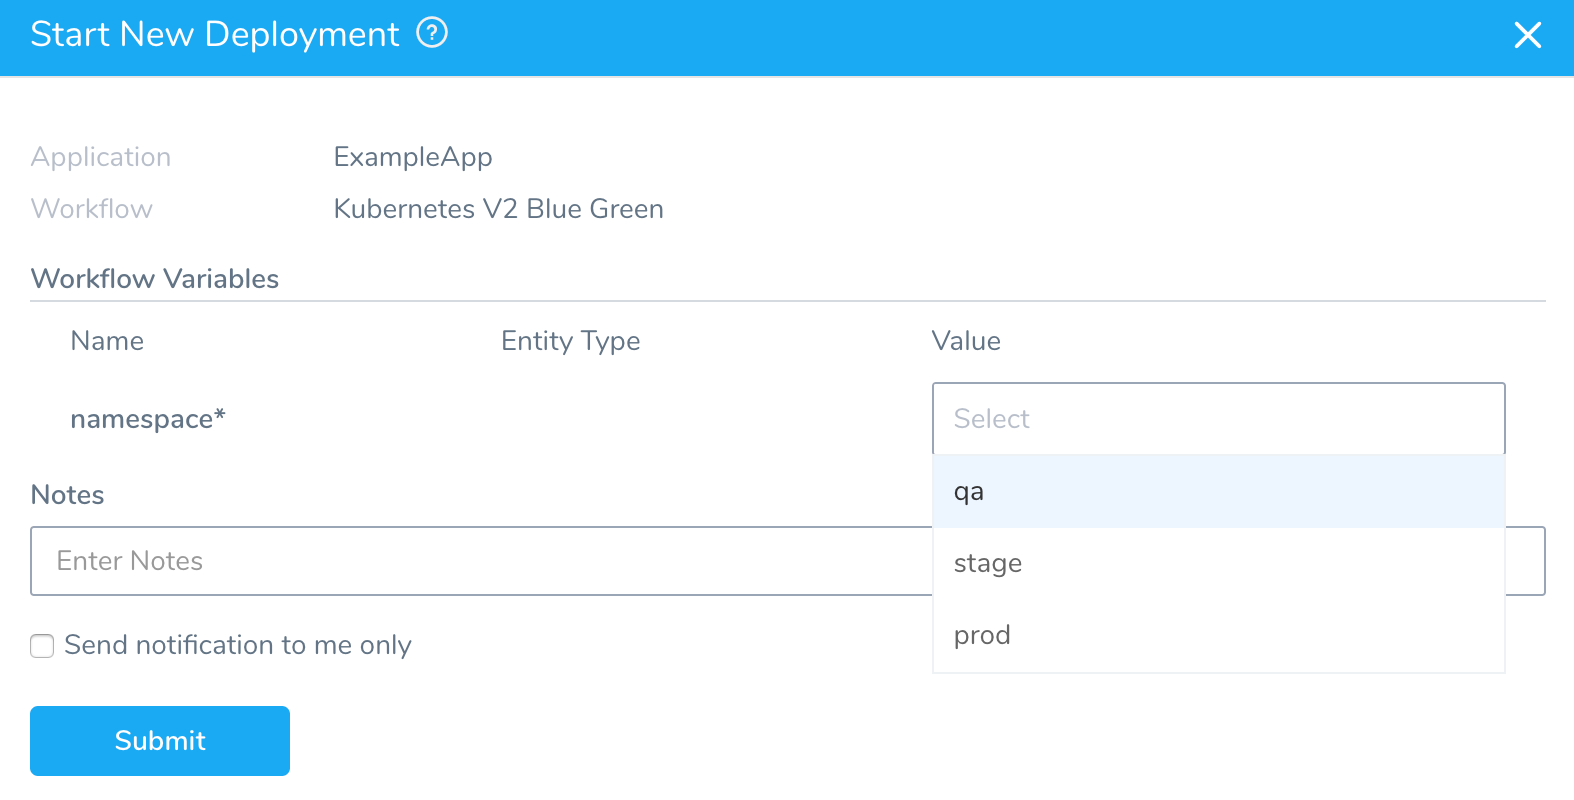 Start New Deployment ?
Application ExampleApp
Workflow Kubernetes V2 Blue Green
Workflow Variables
Name Entity Type Value
namespace* Select
qa
stage
prod
Notes
Enter Notes
Send notification to me only
Submit